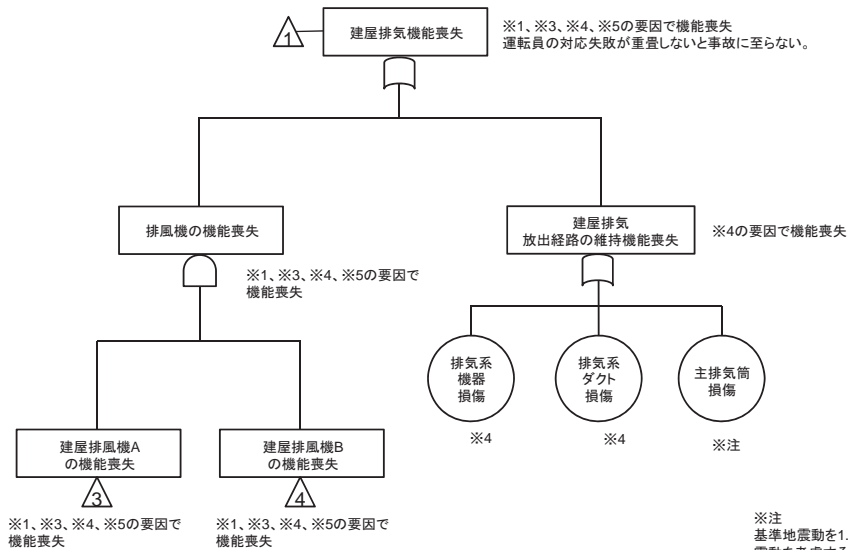 1
建屋排気機能喪失
※1、※3、※4、※5の要因で機能喪失
運転員の対応失敗が重畳しないと事故に至らない。
排風機の機能喪失
※1、※3、※4、※5の要因で
機能喪失
建屋排気
放出経路の維持機能喪失
※4の要因で機能喪失
建屋排風機A
の機能喪失
3
※1、※3、※4、※5の要因で
機能喪失
建屋排風機B
の機能喪失
4
※1、※3、※4、※5の要因で
機能喪失
排気系
機器
損傷
※4
排気系
ダクト
損傷
※4
主排気筒
損傷
※注
※注
基準地震動を1.